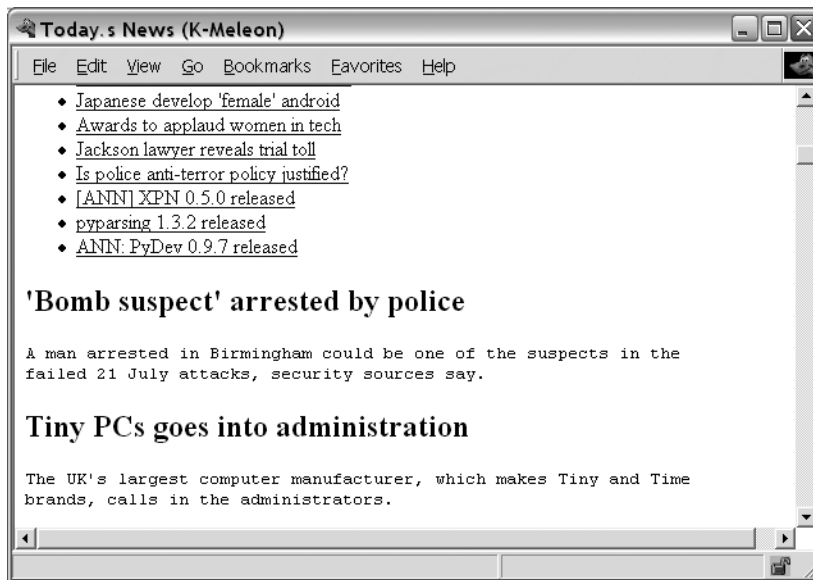 Today.s News (K-Meleon)
File Edit View Go Bookmarks Favorites Help
Japanese develop 'female' android
Awards to applaud women in tech
Jackson lawyer reveals trial toll
Is police anti-terror policy justified?
[ANN] XPN 0.5.0 released
pyparsing 1.3.2 released
ANN: PyDev 0.9.7 released
'Bomb suspect' arrested by police
A man arrested in Birmingham could be one of the suspects in the
failed 21 July attacks, security sources say.
Tiny PCs goes into administration
The UK's largest computer manufacturer, which makes Tiny and Time
brands, calls in the administrators.